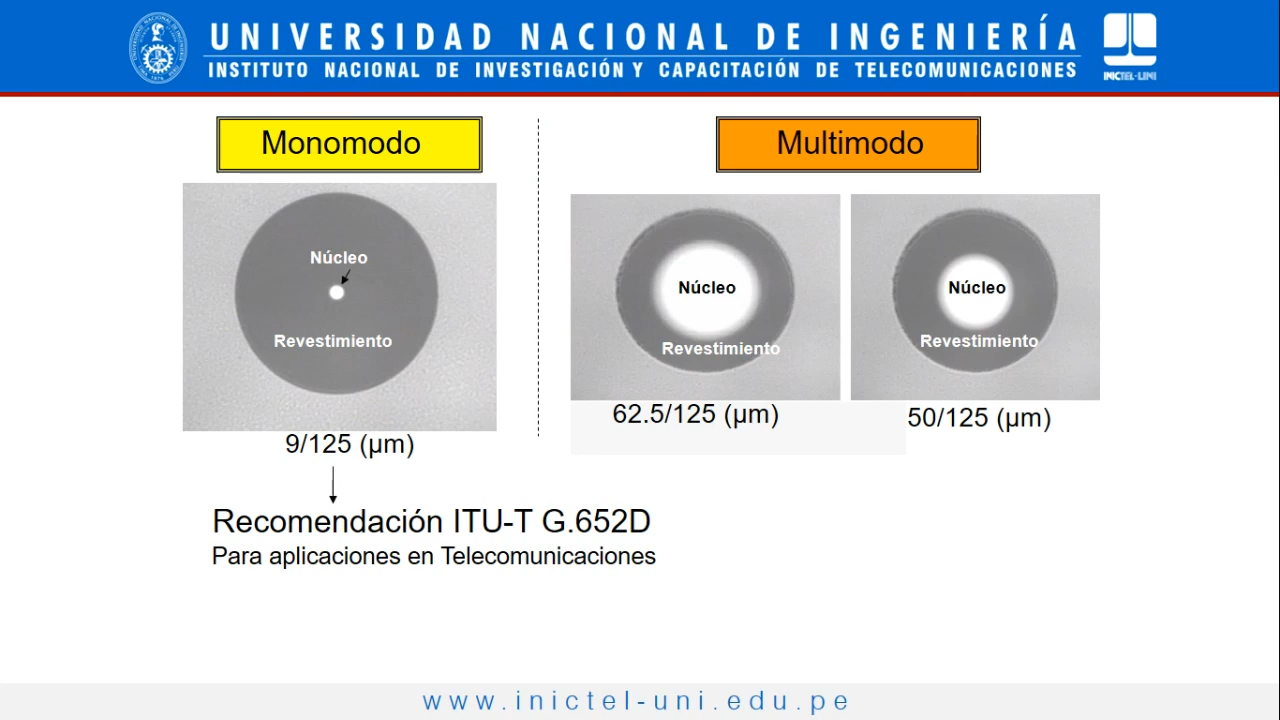 UNIVERSIDAD NACIONAL DE INGENIERÍA
INSTITUTO NACIONAL DE INVESTIGACIÓN Y CAPACITACIÓN DE TELECOMUNICACIONES
INICTEL-UNI
Monomodo
Núcleo
Revestimiento
9/125 (µm)
Recomendación ITU-T G.652D
Para aplicaciones en Telecomunicaciones
Multimodo
Núcleo
Revestimiento
62.5/125 (µm)
Núcleo
Revestimiento
50/125 (µm)
www.inictel-uni.edu.pe